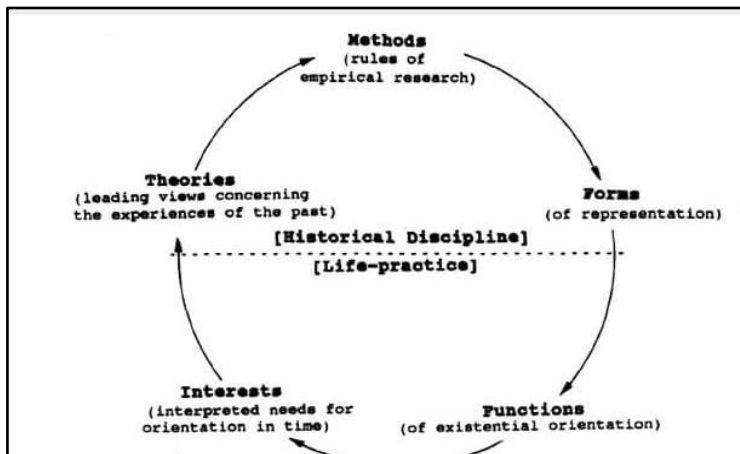 Methods
(rules of
empirical research)
Theories
(leading views concerning
the experiences of the past)
Forms
(of representation)
[Historical Discipline]
[Life-practice]
Interests
(interpreted needs for
orientation in time)
Functions
(of existential orientation)